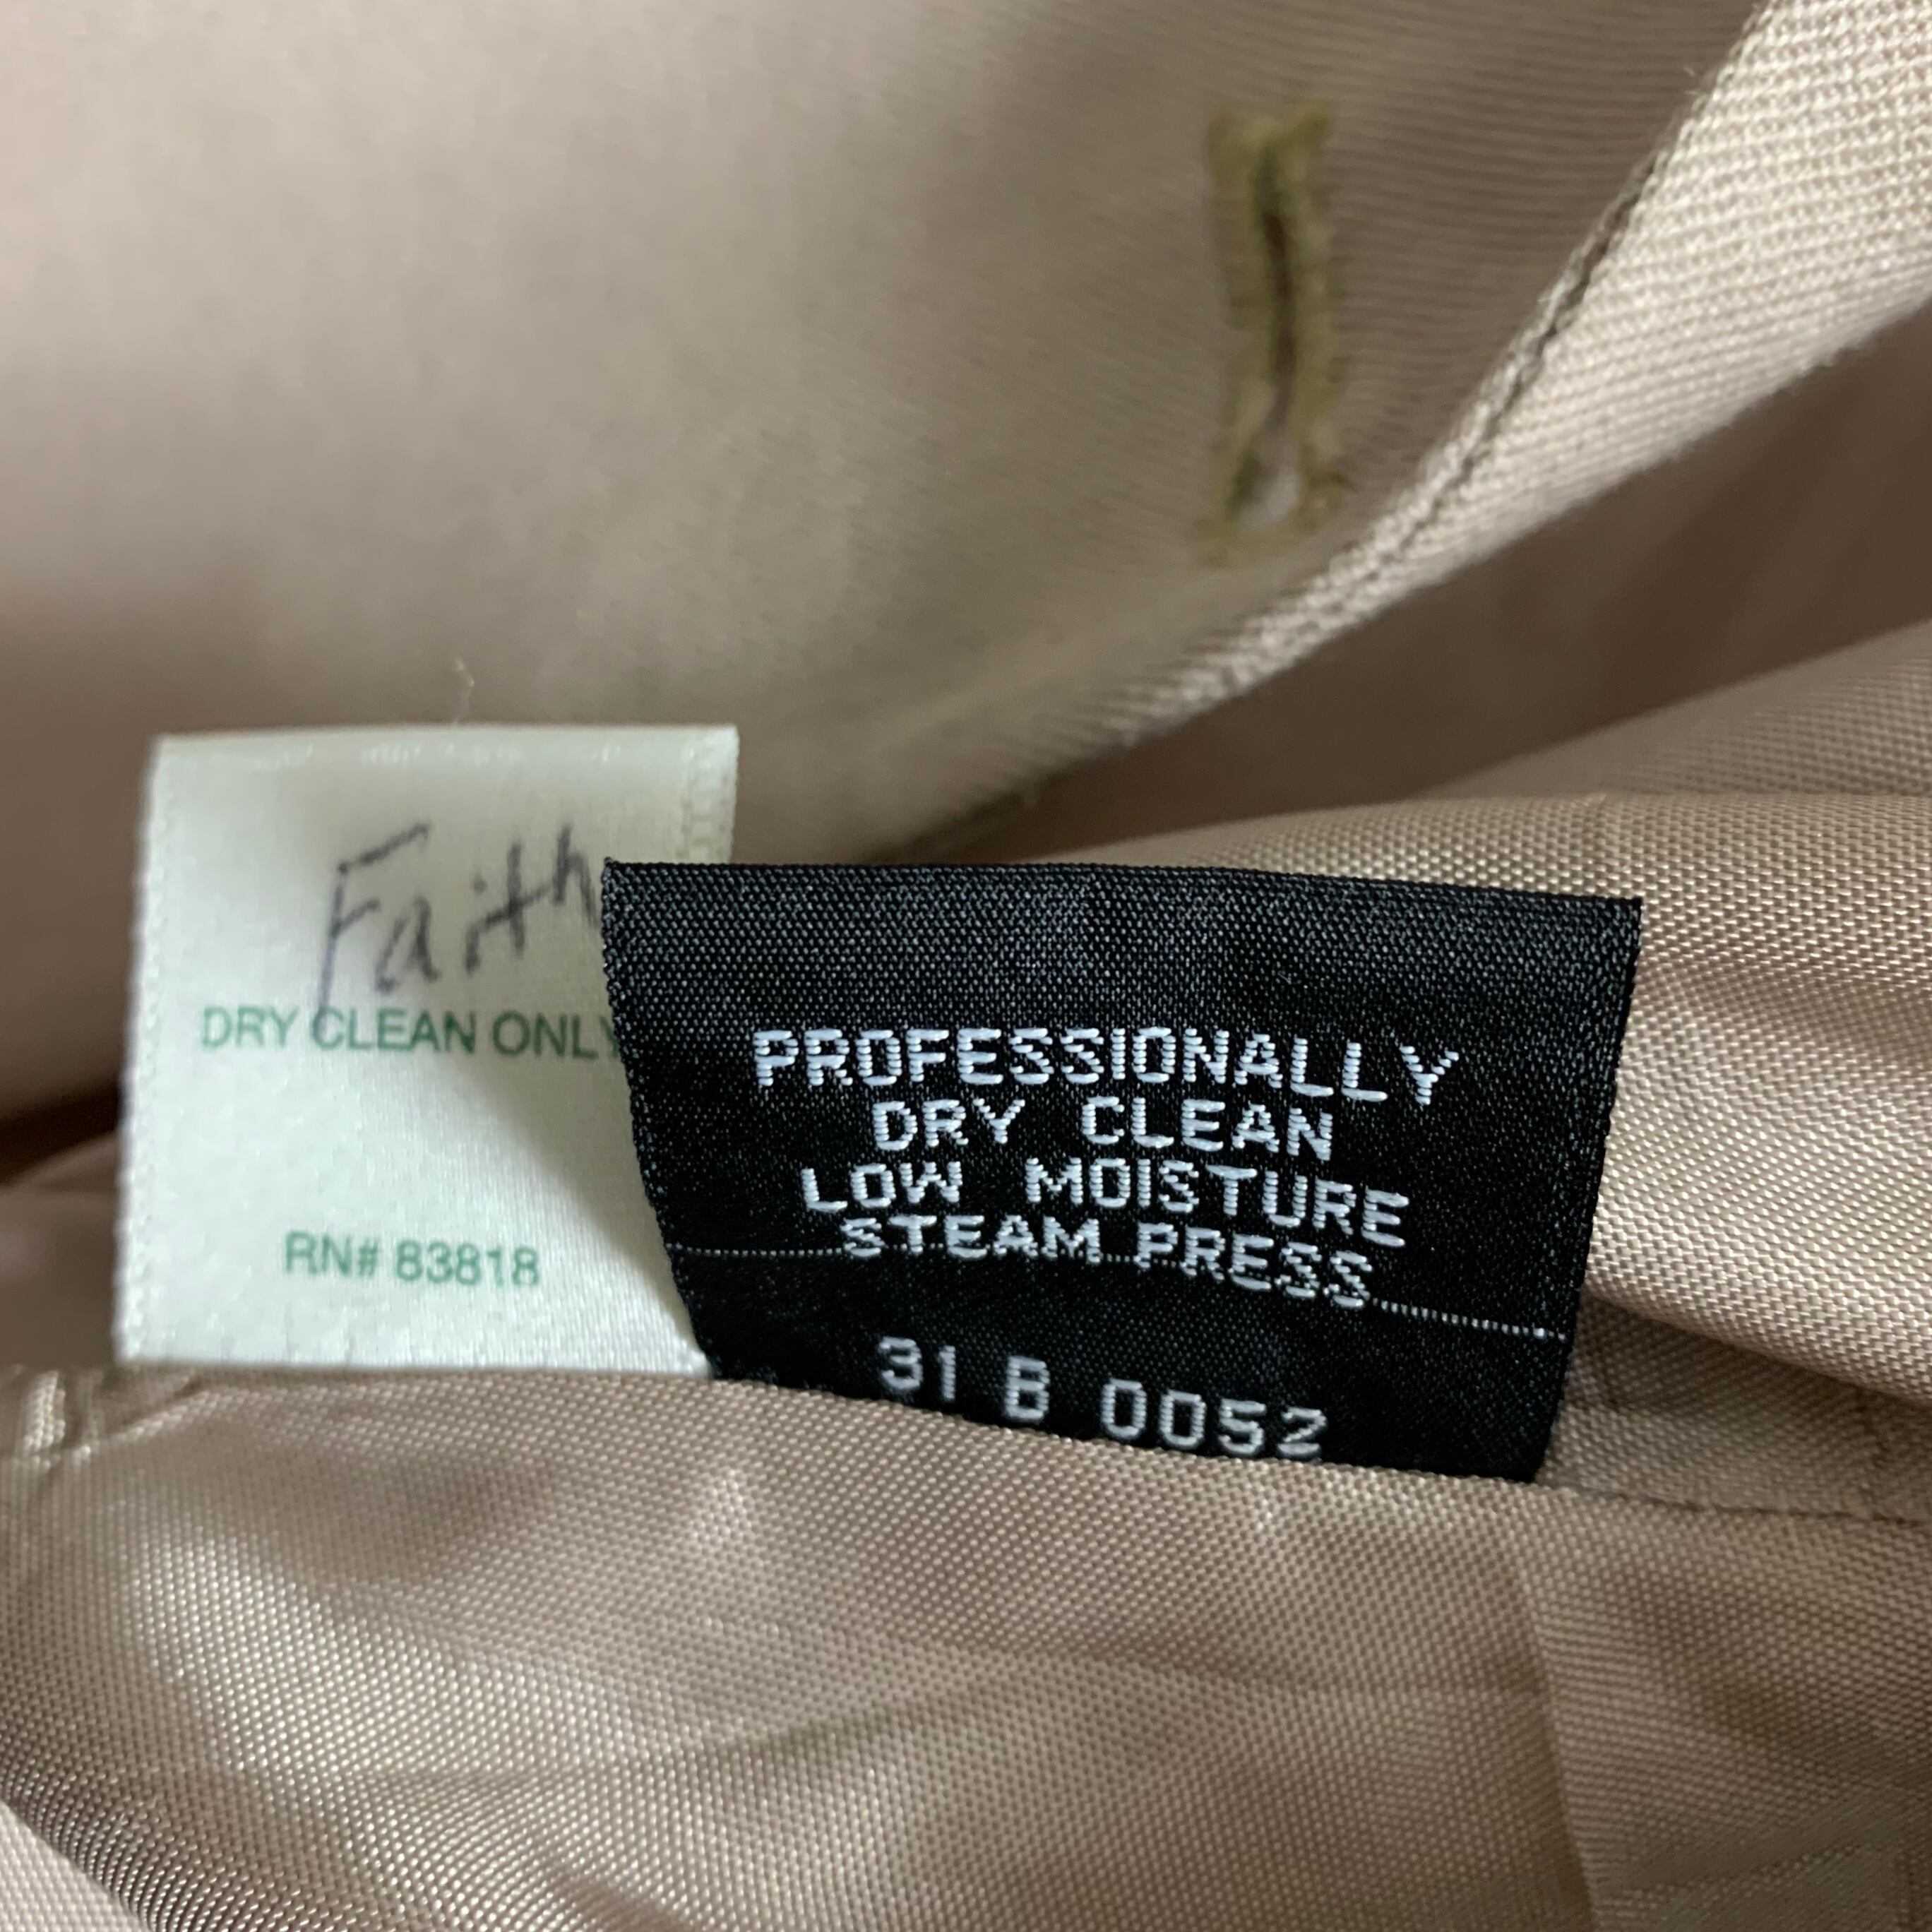 Faith
DRY CLEAN ONLY
RN# 83818
PROFESSIONALLY
DRY CLEAN
LOW MOISTURE
STEAM PRESS
31 B 0052